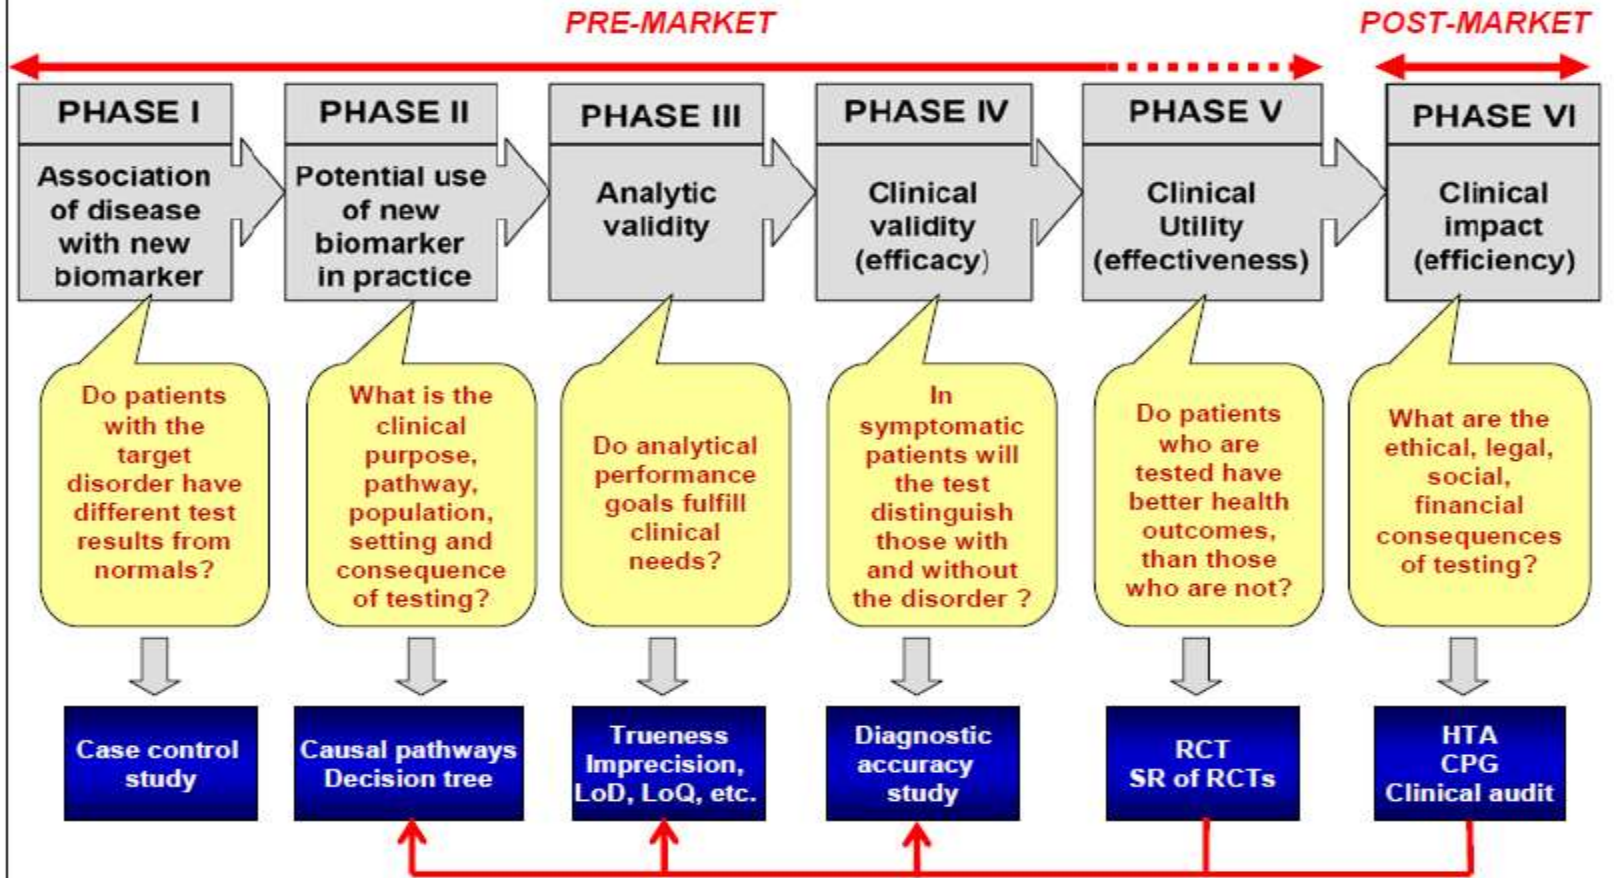 PRE-MARKET
POST-MARKET
PHASE I
Association
of disease
with new
biomarker
PHASE II
Potential use
of new
biomarker
in practice
PHASE III
Analytic
validity
PHASE IV
Clinical
validity
(efficacy)
PHASE V
Clinical
Utility
(effectiveness)
PHASE VI
Clinical
impact
(efficiency)
Do patients
with the
target
disorder have
different test
results from
normals?
What is the
clinical
purpose,
pathway,
population,
setting and
consequence
of testing?
Do analytical
performance
goals fulfill
clinical
needs?
In
symptomatic
patients will
the test
distinguish
those with
and without
the disorder ?
Do patients
who are
tested have
better health
outcomes,
than those
who are not?
What are the
ethical, legal,
social,
financial
consequences
of testing?
Case control
study
Causal pathways
Decision tree
Trueness
Imprecision,
LoD, LoQ, etc.
Diagnostic
accuracy
study
RCT
SR of RCTs
HTA
CPG
Clinical audit